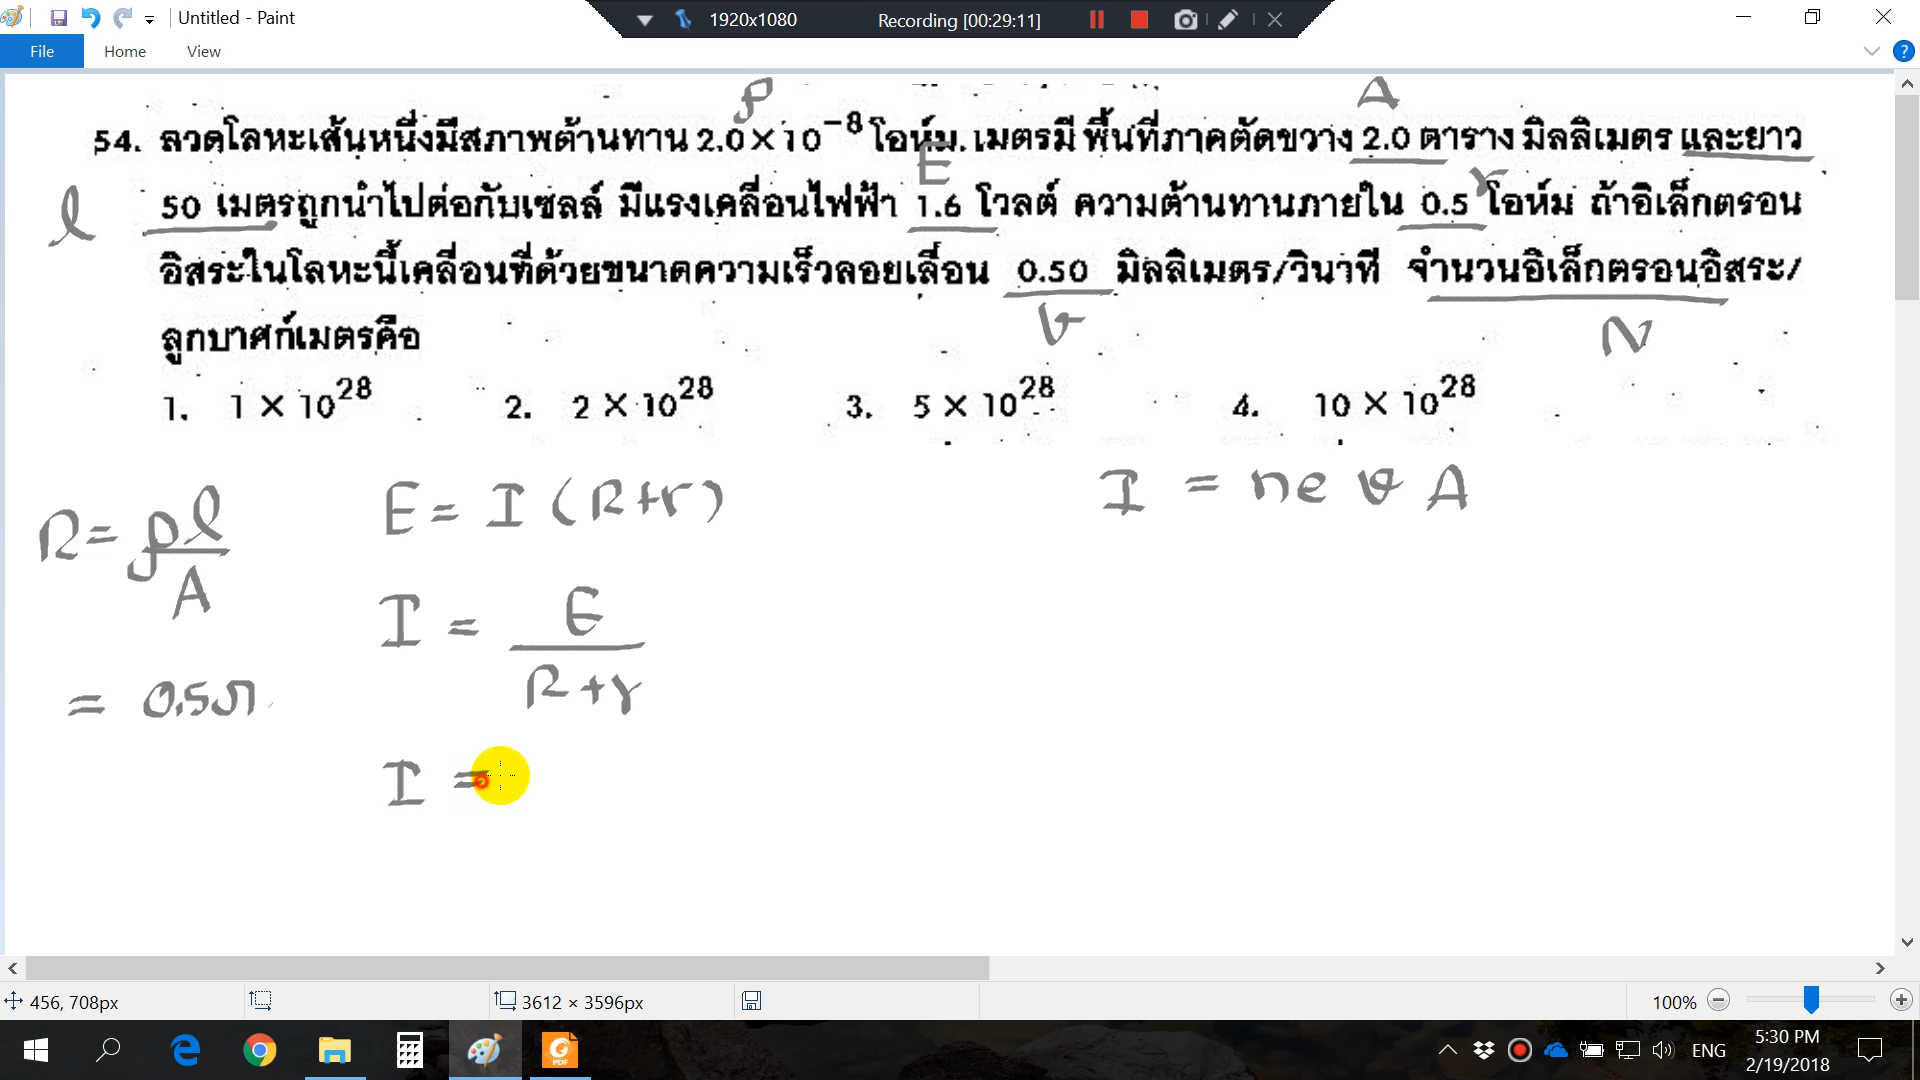 Untitled - Paint
1920x1080
Recording [00:29:11]
File Home View
ρ A
54. ลวดโลหะเส้นหนึ่งมีสภาพต้านทาน 2.0 × 10⁻⁸ โอห์ม. เมตรมี พื้นที่ภาคตัดขวาง 2.0 ตาราง มิลลิเมตร และยาว
E r
l 50 เมตรถูกนำไปต่อกับเซลล์ มีแรงเคลื่อนไฟฟ้า 1.6 โวลต์ ความต้านทานภายใน 0.5 โอห์ม ถ้าอิเล็กตรอน
อิสระในโลหะนี้เคลื่อนที่ด้วยขนาดความเร็วลอยเลื่อน 0.50 มิลลิเมตร/วินาที จำนวนอิเล็กตรอนอิสระ/
v N
ลูกบาศก์เมตรคือ
1. 1 × 10²⁸ 2. 2 × 10²⁸ 3. 5 × 10²⁸ 4. 10 × 10²⁸
R = ρl/A E = I (R+r) I = ne v A
I = E/(R+r)
= 0.5Ω
I =
456, 708px
3612 × 3596px
100%
PDF
ENG
5:30 PM
2/19/2018